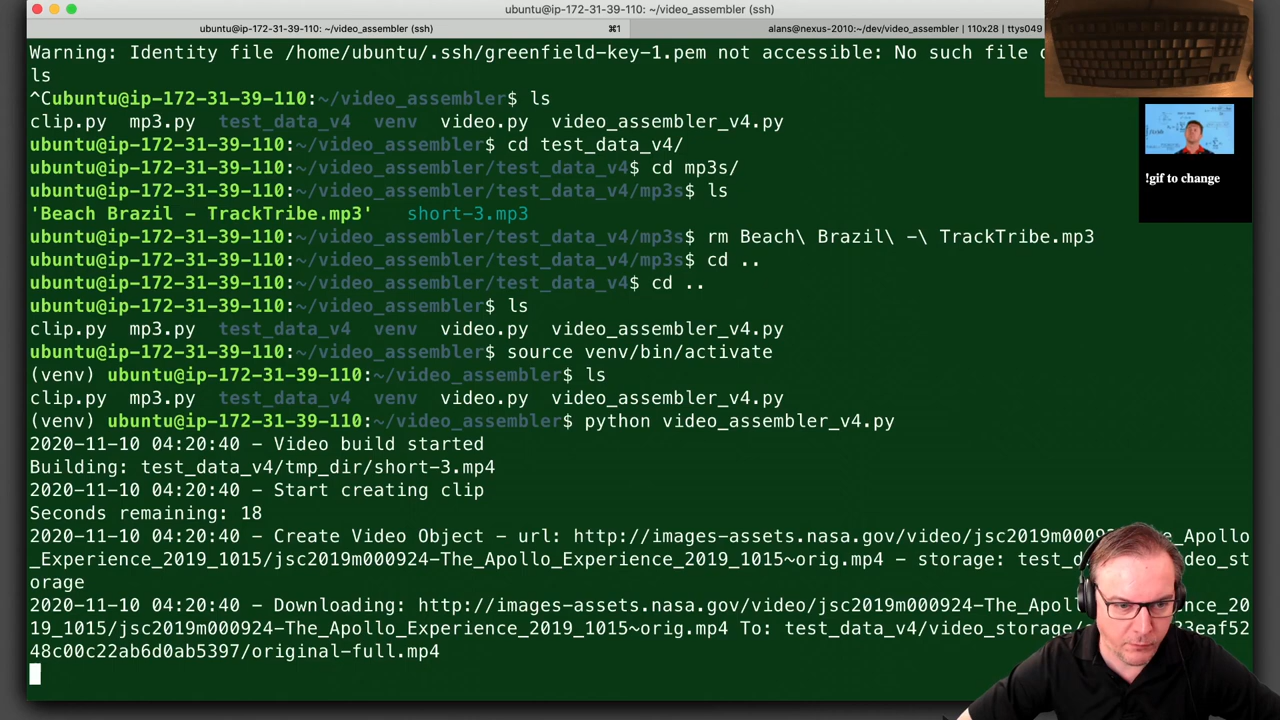 ubuntu@ip-172-31-39-110: ~/video_assembler (ssh)
ubuntu@ip-172-31-39-110: ~/video_assembler (ssh) ⌘1 alans@nexus-2010:~/dev/video_assembler | 110x28 | ttys049
Warning: Identity file /home/ubuntu/.ssh/greenfield-key-1.pem not accessible: No such file
ls
^Cubuntu@ip-172-31-39-110:~/video_assembler$ ls
clip.py mp3.py test_data_v4 venv video.py video_assembler_v4.py
ubuntu@ip-172-31-39-110:~/video_assembler$ cd test_data_v4/
ubuntu@ip-172-31-39-110:~/video_assembler/test_data_v4$ cd mp3s/
ubuntu@ip-172-31-39-110:~/video_assembler/test_data_v4/mp3s$ ls
'Beach Brazil - TrackTribe.mp3' short-3.mp3
ubuntu@ip-172-31-39-110:~/video_assembler/test_data_v4/mp3s$ rm Beach\ Brazil\ -\ TrackTribe.mp3
ubuntu@ip-172-31-39-110:~/video_assembler/test_data_v4/mp3s$ cd ..
ubuntu@ip-172-31-39-110:~/video_assembler/test_data_v4$ cd ..
ubuntu@ip-172-31-39-110:~/video_assembler$ ls
clip.py mp3.py test_data_v4 venv video.py video_assembler_v4.py
ubuntu@ip-172-31-39-110:~/video_assembler$ source venv/bin/activate
(venv) ubuntu@ip-172-31-39-110:~/video_assembler$ ls
clip.py mp3.py test_data_v4 venv video.py video_assembler_v4.py
(venv) ubuntu@ip-172-31-39-110:~/video_assembler$ python video_assembler_v4.py
2020-11-10 04:20:40 - Video build started
Building: test_data_v4/tmp_dir/short-3.mp4
2020-11-10 04:20:40 - Start creating clip
Seconds remaining: 18
2020-11-10 04:20:40 - Create Video Object - url: http://images-assets.nasa.gov/video/jsc2019m0009 he_Apollo
_Experience_2019_1015/jsc2019m000924-The_Apollo_Experience_2019_1015~orig.mp4 - storage: deo_st
orage
2020-11-10 04:20:40 - Downloading: http://images-assets.nasa.gov/video/jsc2019m000924-The_Apo nce_20
19_1015/jsc2019m000924-The_Apollo_Experience_2019_1015~orig.mp4 To: test_data_v4/video_storage/ 33eaf52
48c00c22ab6d0ab5397/original-full.mp4
!gif to change